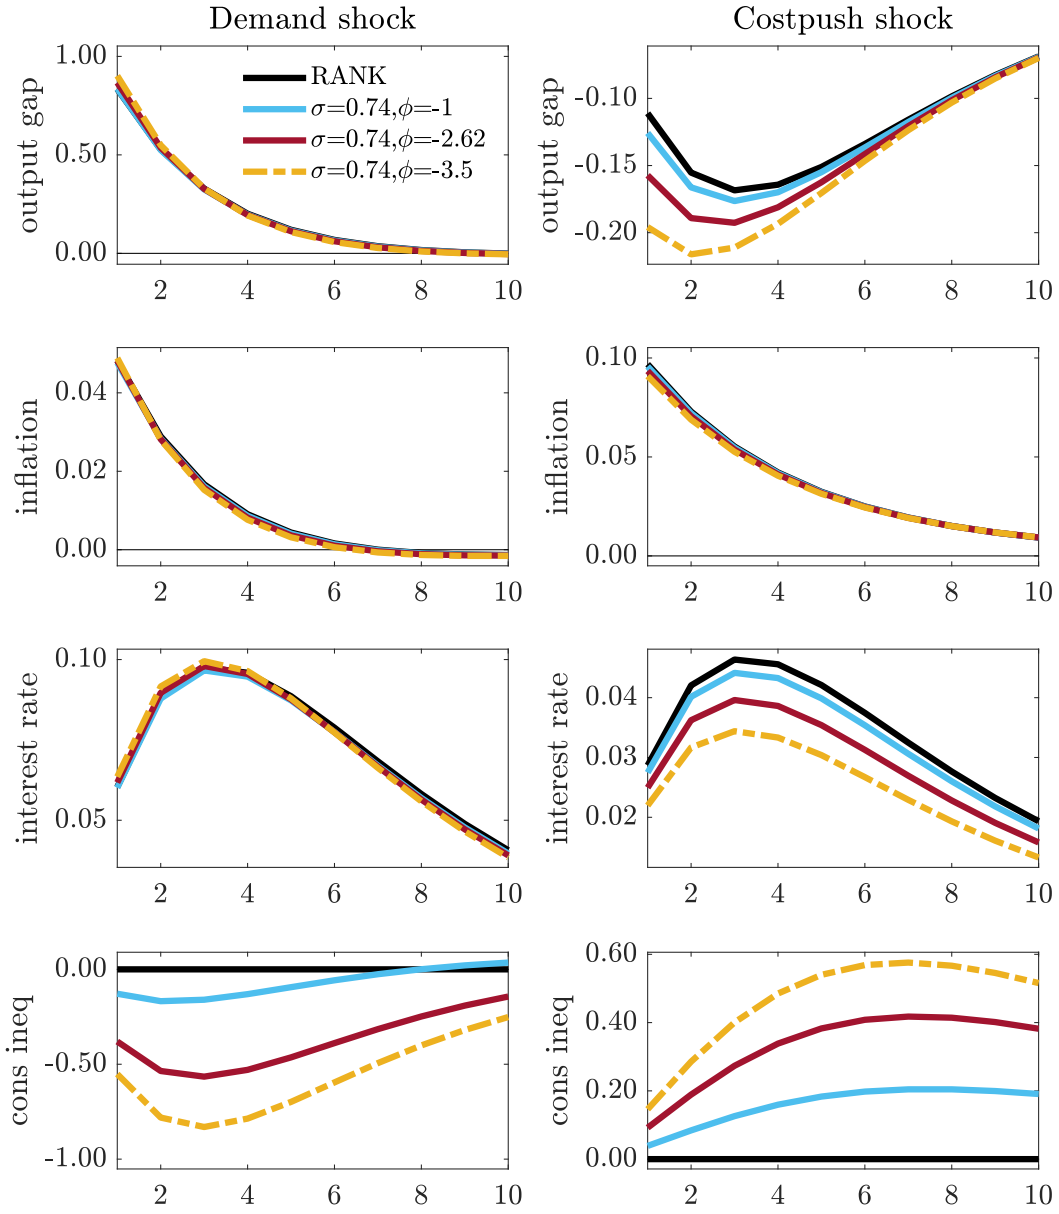 Demand shock
Costpush shock
output gap
1.00
0.50
0.00
RANK
σ=0.74,ϕ=-1
σ=0.74,ϕ=-2.62
σ=0.74,ϕ=-3.5
2 4 6 8 10
output gap
-0.10
-0.15
-0.20
2 4 6 8 10
inflation
0.04
0.02
0.00
2 4 6 8 10
inflation
0.10
0.05
0.00
2 4 6 8 10
interest rate
0.10
0.05
2 4 6 8 10
interest rate
0.04
0.03
0.02
2 4 6 8 10
cons ineq
0.00
-0.50
-1.00
2 4 6 8 10
cons ineq
0.60
0.40
0.20
0.00
2 4 6 8 10